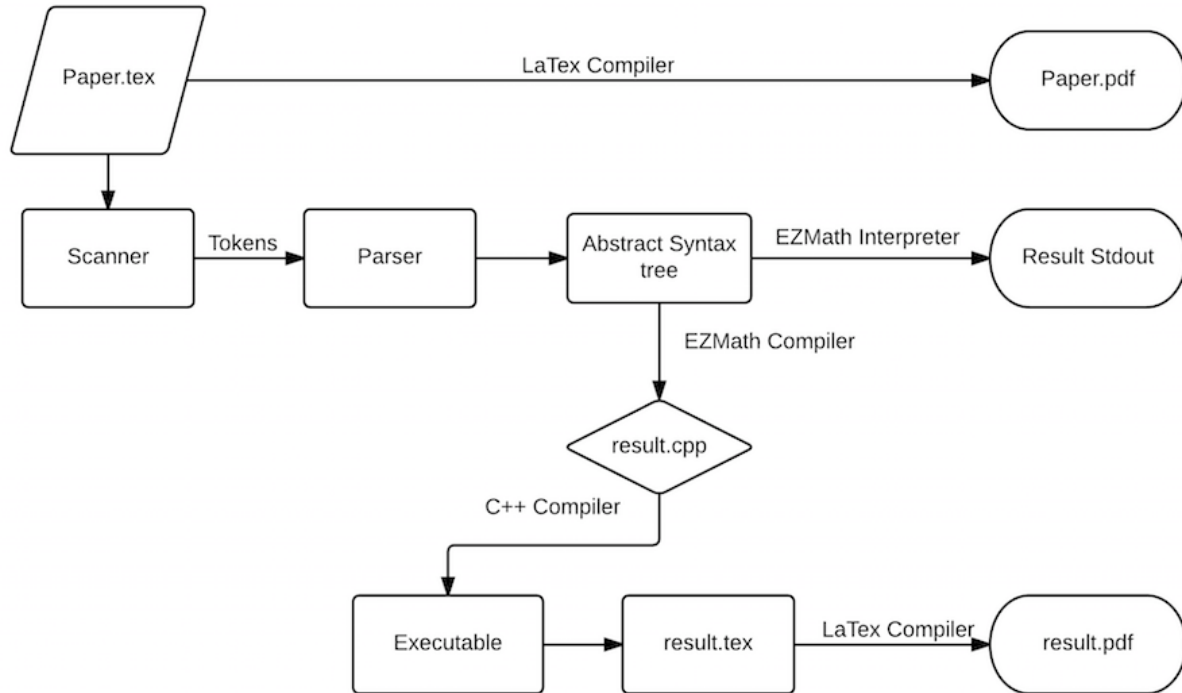 Paper.tex
LaTex Compiler
Paper.pdf
Scanner
Tokens
Parser
Abstract Syntax
tree
EZMath Interpreter
Result Stdout
EZMath Compiler
result.cpp
C++ Compiler
Executable
result.tex
LaTex Compiler
result.pdf